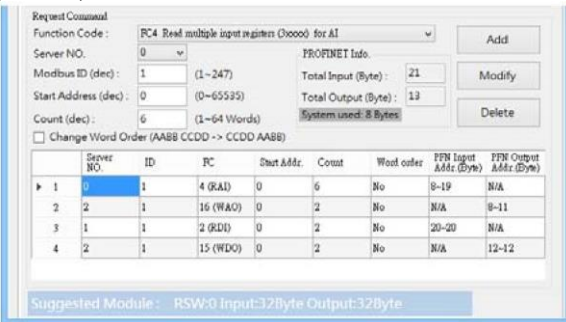 Request Command
Function Code : FC4 Read multiple input registers (3xxxx) for AI
Add
Server NO. 0 PROFINET Info.
Modbus ID (dec) : 1 (1~247) Total Input (Byte) : 21
Modify
Start Address (dec) : 0 (0~65535) Total Output (Byte) : 13
Count (dec) : 6 (1~64 Words) System used: 8 Bytes
Delete
Change Word Order (AABB CCDD -> CCDD AABB)
Server NO. ID FC Start Addr. Count Word order PFN Input Addr.(Byte) PFN Output Addr.(Byte)
1 0 1 4 (RAI) 0 6 No 8~19 N/A
2 2 1 16 (WAO) 0 2 No N/A 8~11
3 1 1 2 (RDI) 0 2 No 20~20 N/A
4 2 1 15 (WDO) 0 2 No N/A 12~12
Suggested Module : RSW:0 Input:32Byte Output:32Byte